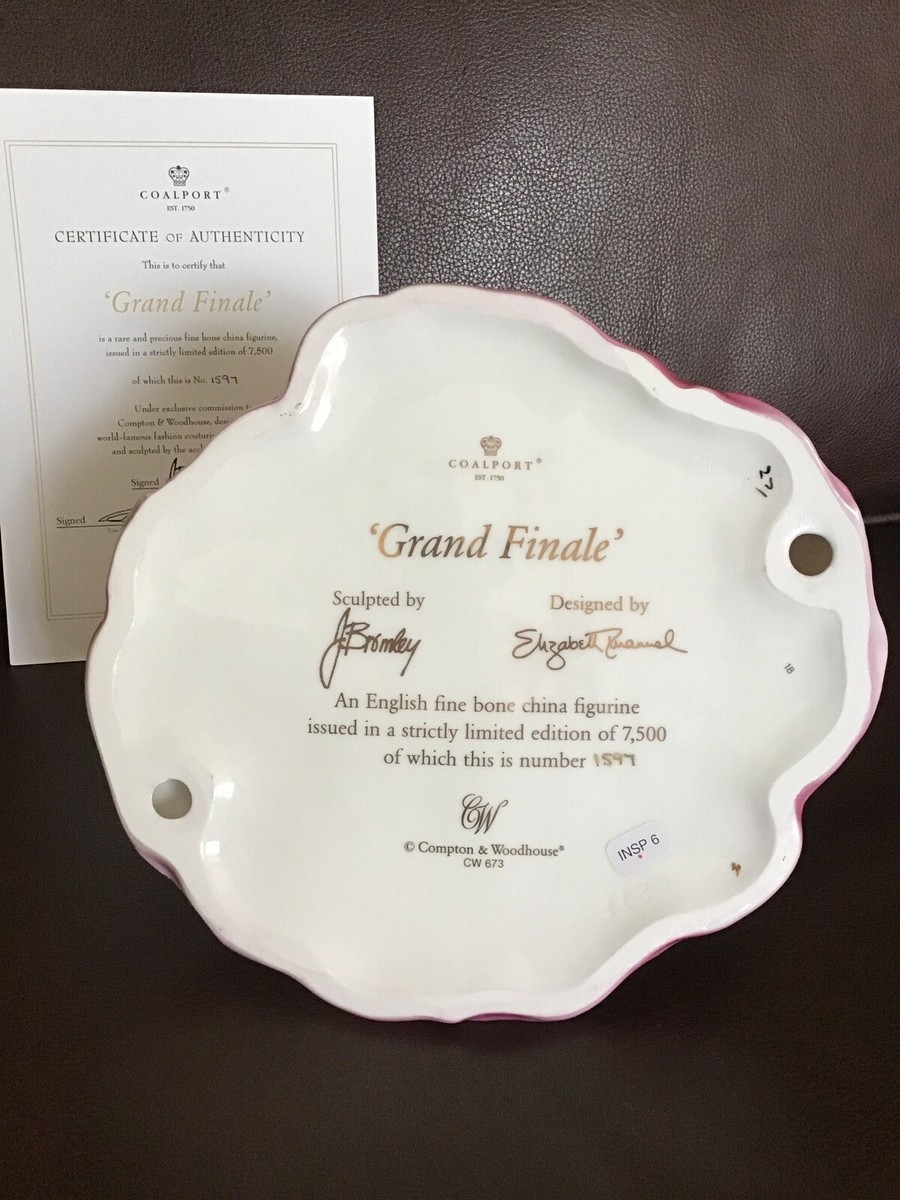 COALPORT®
EST. 1750
CERTIFICATE OF AUTHENTICITY
This is to certify that
‘Grand Finale’
is a rare and precious fine bone china figurine,
issued in a strictly limited edition of 7,500
of which this is No. 1597
Under exclusive commission
Compton & Woodhouse,
world-famous fashion
and sculpted by the
Signed
Signed
COALPORT®
EST. 1750
‘Grand Finale’
Sculpted by
J. Bromley
Designed by
Elizabeth Emanuel
An English fine bone china figurine
issued in a strictly limited edition of 7,500
of which this is number 1597
CW
© Compton & Woodhouse®
CW 673
INSP 6
18